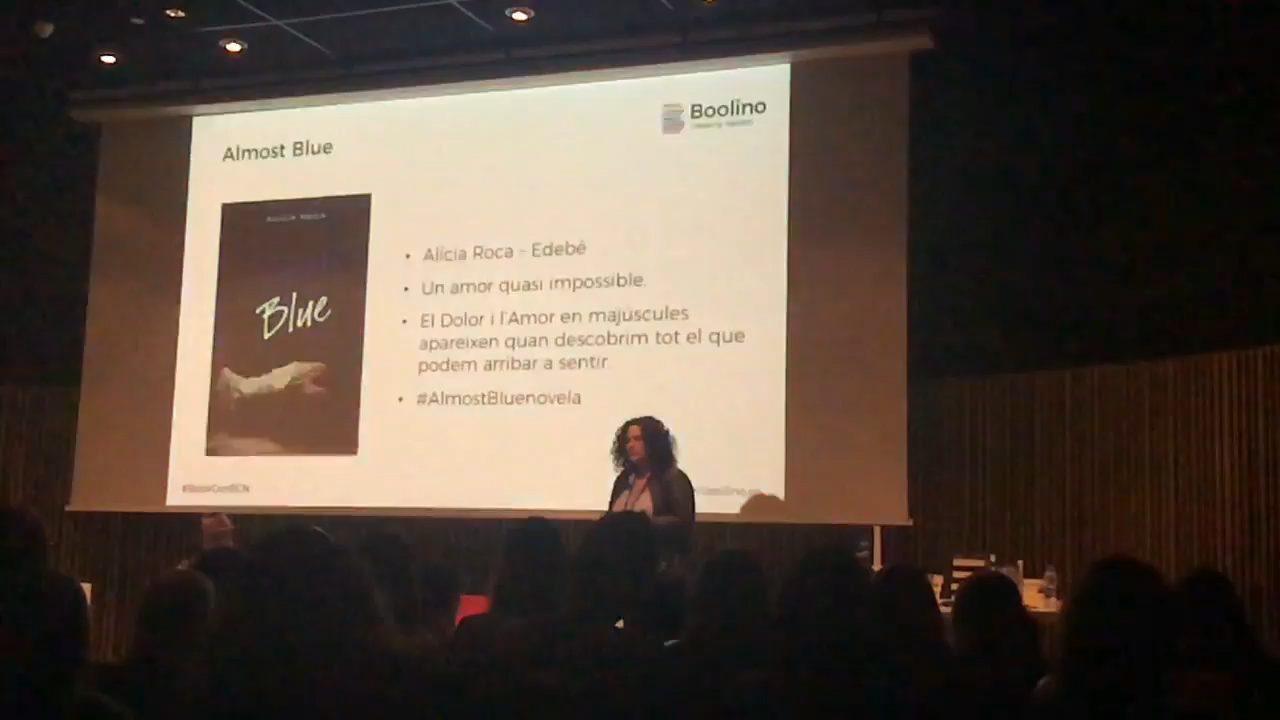 Boolino
Almost Blue
Blue
• Alícia Roca - Edebé
• Un amor quasi impossible.
• El Dolor i l'Amor en majúscules
apareixen quan descobrim tot el que
podem arribar a sentir.
• #AlmostBluenovela